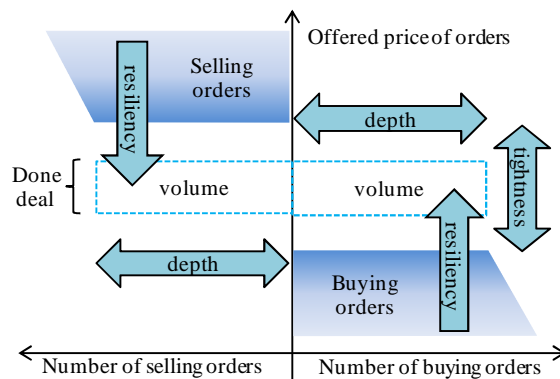 Offered price of orders
Selling
orders
resiliency
depth
tightness
Done
deal
volume
volume
resiliency
depth
Buying
orders
Number of selling orders
Number of buying orders